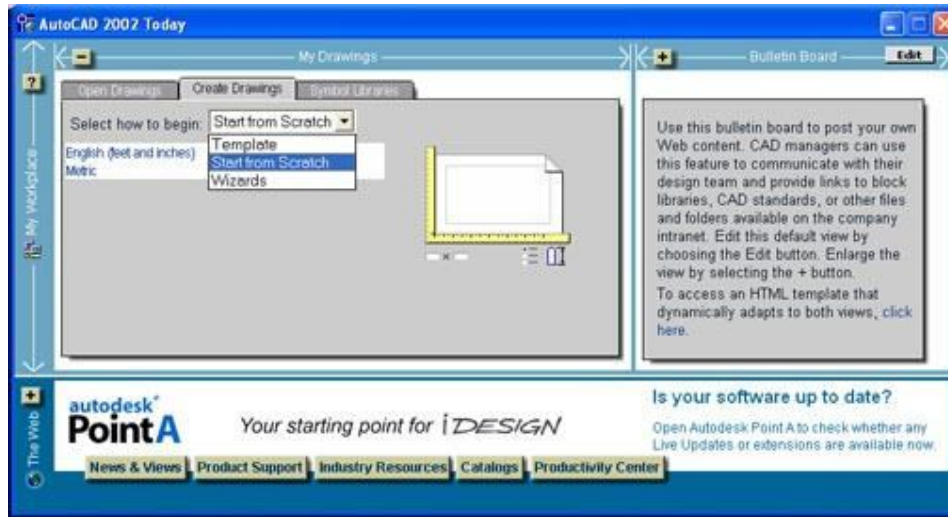 AutoCAD 2002 Today
My Drawings
Bulletin Board
Edit
?
My Workplace
Open Drawings
Create Drawings
Symbol Libraries
Select how to begin:
Start from Scratch
Template
Start from Scratch
Wizards
English (feet and inches)
Metric
Use this bulletin board to post your own
Web content. CAD managers can use
this feature to communicate with their
design team and provide links to block
libraries, CAD standards, or other files
and folders available on the company
intranet. Edit this default view by
choosing the Edit button. Enlarge the
view by selecting the + button.
To access an HTML template that
dynamically adapts to both views, click
here.
The Web
autodesk
Point A
Your starting point for iDESIGN
Is your software up to date?
Open Autodesk Point A to check whether any
Live Updates or extensions are available now.
News & Views
Product Support
Industry Resources
Catalogs
Productivity Center